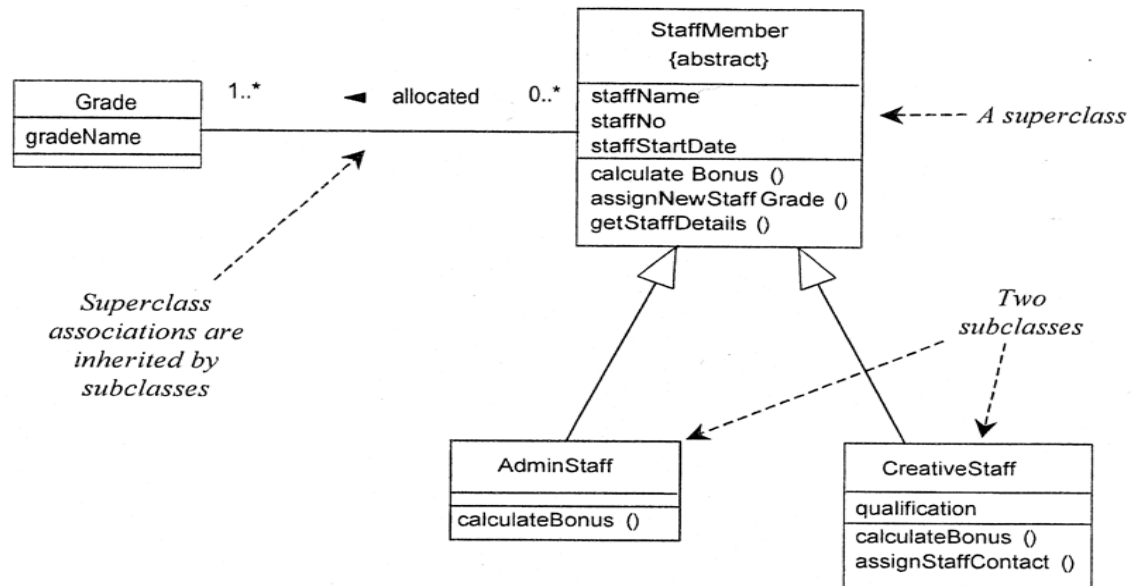 StaffMember
{abstract}
staffName
staffNo
staffStartDate
calculate Bonus ()
assignNewStaff Grade ()
getStaffDetails ()
Grade
gradeName
1..*
allocated
0..*
A superclass
Superclass
associations are
inherited by
subclasses
Two
subclasses
AdminStaff
calculateBonus ()
CreativeStaff
qualification
calculateBonus ()
assignStaffContact ()